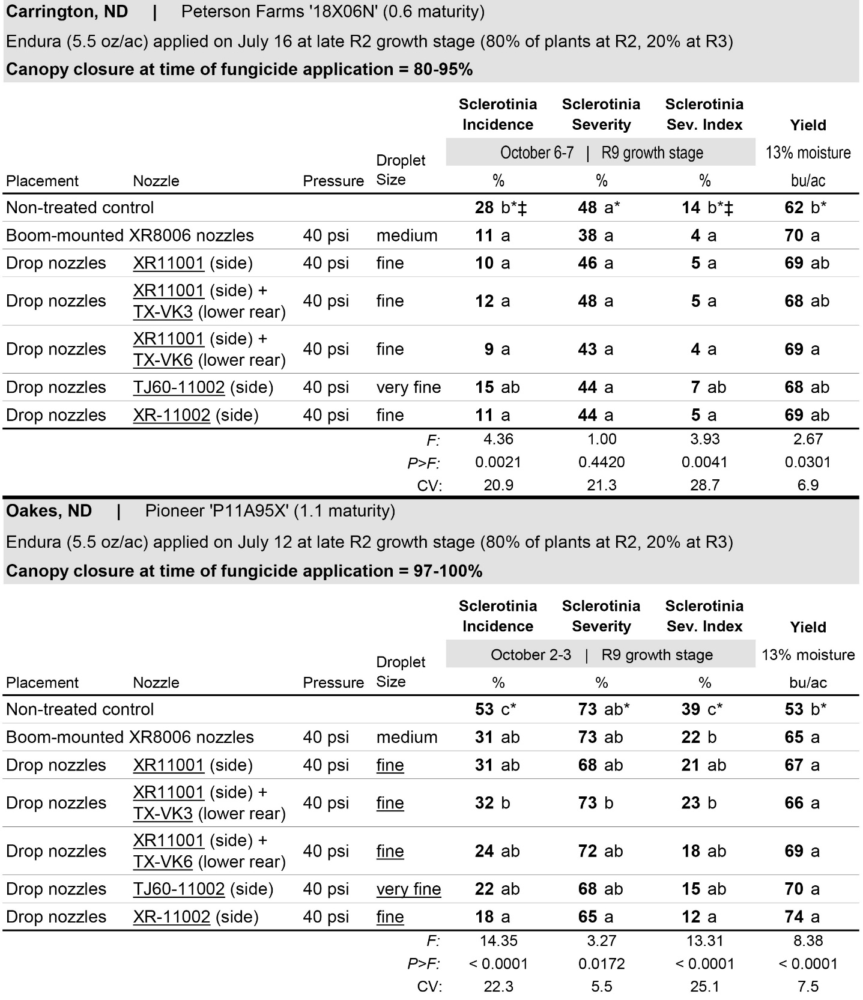 Carrington, ND | Peterson Farms '18X06N' (0.6 maturity)
Endura (5.5 oz/ac) applied on July 16 at late R2 growth stage (80% of plants at R2, 20% at R3)
Canopy closure at time of fungicide application = 80-95%
Sclerotinia Sclerotinia Sclerotinia
Incidence Severity Sev. Index Yield
October 6-7 | R9 growth stage 13% moisture
Droplet
Placement Nozzle Pressure Size % % % bu/ac
Non-treated control 28 b*‡ 48 a* 14 b*‡ 62 b*
Boom-mounted XR8006 nozzles 40 psi medium 11 a 38 a 4 a 70 a
Drop nozzles XR11001 (side) 40 psi fine 10 a 46 a 5 a 69 ab
XR11001 (side) +
Drop nozzles 40 psi fine 12 a 48 a 5 a 68 ab
TX-VK3 (lower rear)
XR11001 (side) +
Drop nozzles 40 psi fine 9 a 43 a 4 a 69 a
TX-VK6 (lower rear)
Drop nozzles TJ60-11002 (side) 40 psi very fine 15 ab 44 a 7 ab 68 ab
Drop nozzles XR-11002 (side) 40 psi fine 11 a 44 a 5 a 69 ab
F: 4.36 1.00 3.93 2.67
P>F: 0.0021 0.4420 0.0041 0.0301
CV: 20.9 21.3 28.7 6.9
Oakes, ND | Pioneer 'P11A95X' (1.1 maturity)
Endura (5.5 oz/ac) applied on July 12 at late R2 growth stage (80% of plants at R2, 20% at R3)
Canopy closure at time of fungicide application = 97-100%
Sclerotinia Sclerotinia Sclerotinia
Incidence Severity Sev. Index Yield
October 2-3 | R9 growth stage 13% moisture
Droplet
Placement Nozzle Pressure Size % % % bu/ac
Non-treated control 53 c* 73 ab* 39 c* 53 b*
Boom-mounted XR8006 nozzles 40 psi medium 31 ab 73 ab 22 b 65 a
Drop nozzles XR11001 (side) 40 psi fine 31 ab 68 ab 21 ab 67 a
XR11001 (side) +
Drop nozzles 40 psi fine 32 b 73 b 23 b 66 a
TX-VK3 (lower rear)
XR11001 (side) +
Drop nozzles 40 psi fine 24 ab 72 ab 18 ab 69 a
TX-VK6 (lower rear)
Drop nozzles TJ60-11002 (side) 40 psi very fine 22 ab 68 ab 15 ab 70 a
Drop nozzles XR-11002 (side) 40 psi fine 18 a 65 a 12 a 74 a
F: 14.35 3.27 13.31 8.38
P>F: < 0.0001 0.0172 < 0.0001 < 0.0001
CV: 22.3 5.5 25.1 7.5